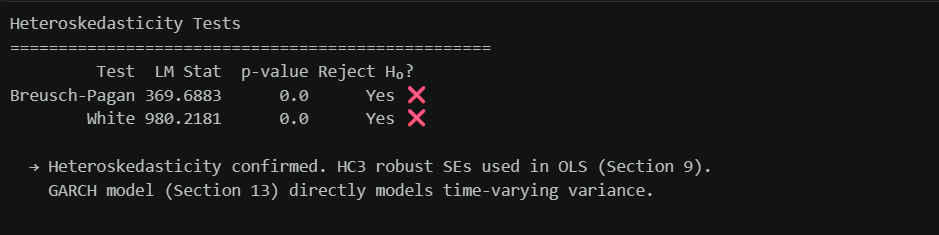 Heteroskedasticity Tests
==================================================
Test LM Stat p-value Reject H₀?
Breusch-Pagan 369.6883 0.0 Yes ❌
White 980.2181 0.0 Yes ❌
→ Heteroskedasticity confirmed. HC3 robust SEs used in OLS (Section 9).
GARCH model (Section 13) directly models time-varying variance.